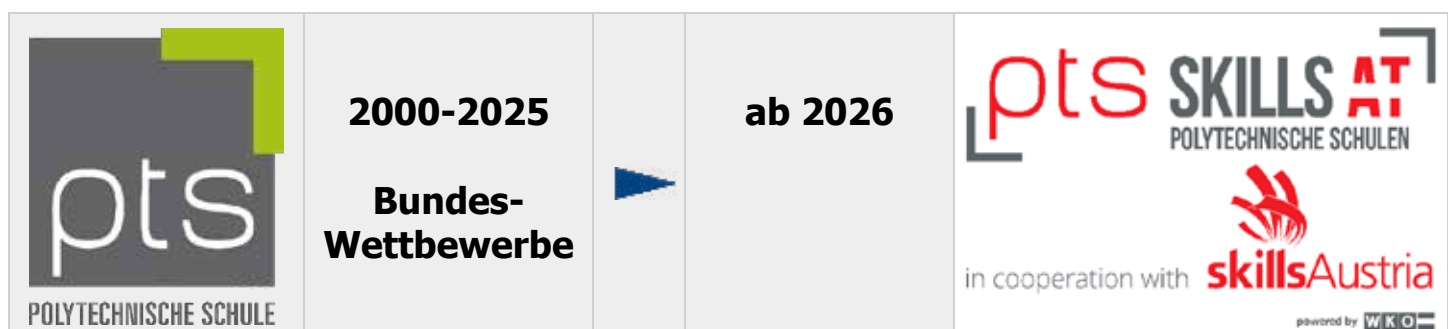 pts
POLYTECHNISCHE SCHULE
2000-2025
Bundes-
Wettbewerbe
ab 2026
pts SKILLS AT
POLYTECHNISCHE SCHULEN
in cooperation with skillsAustria
powered by WKO